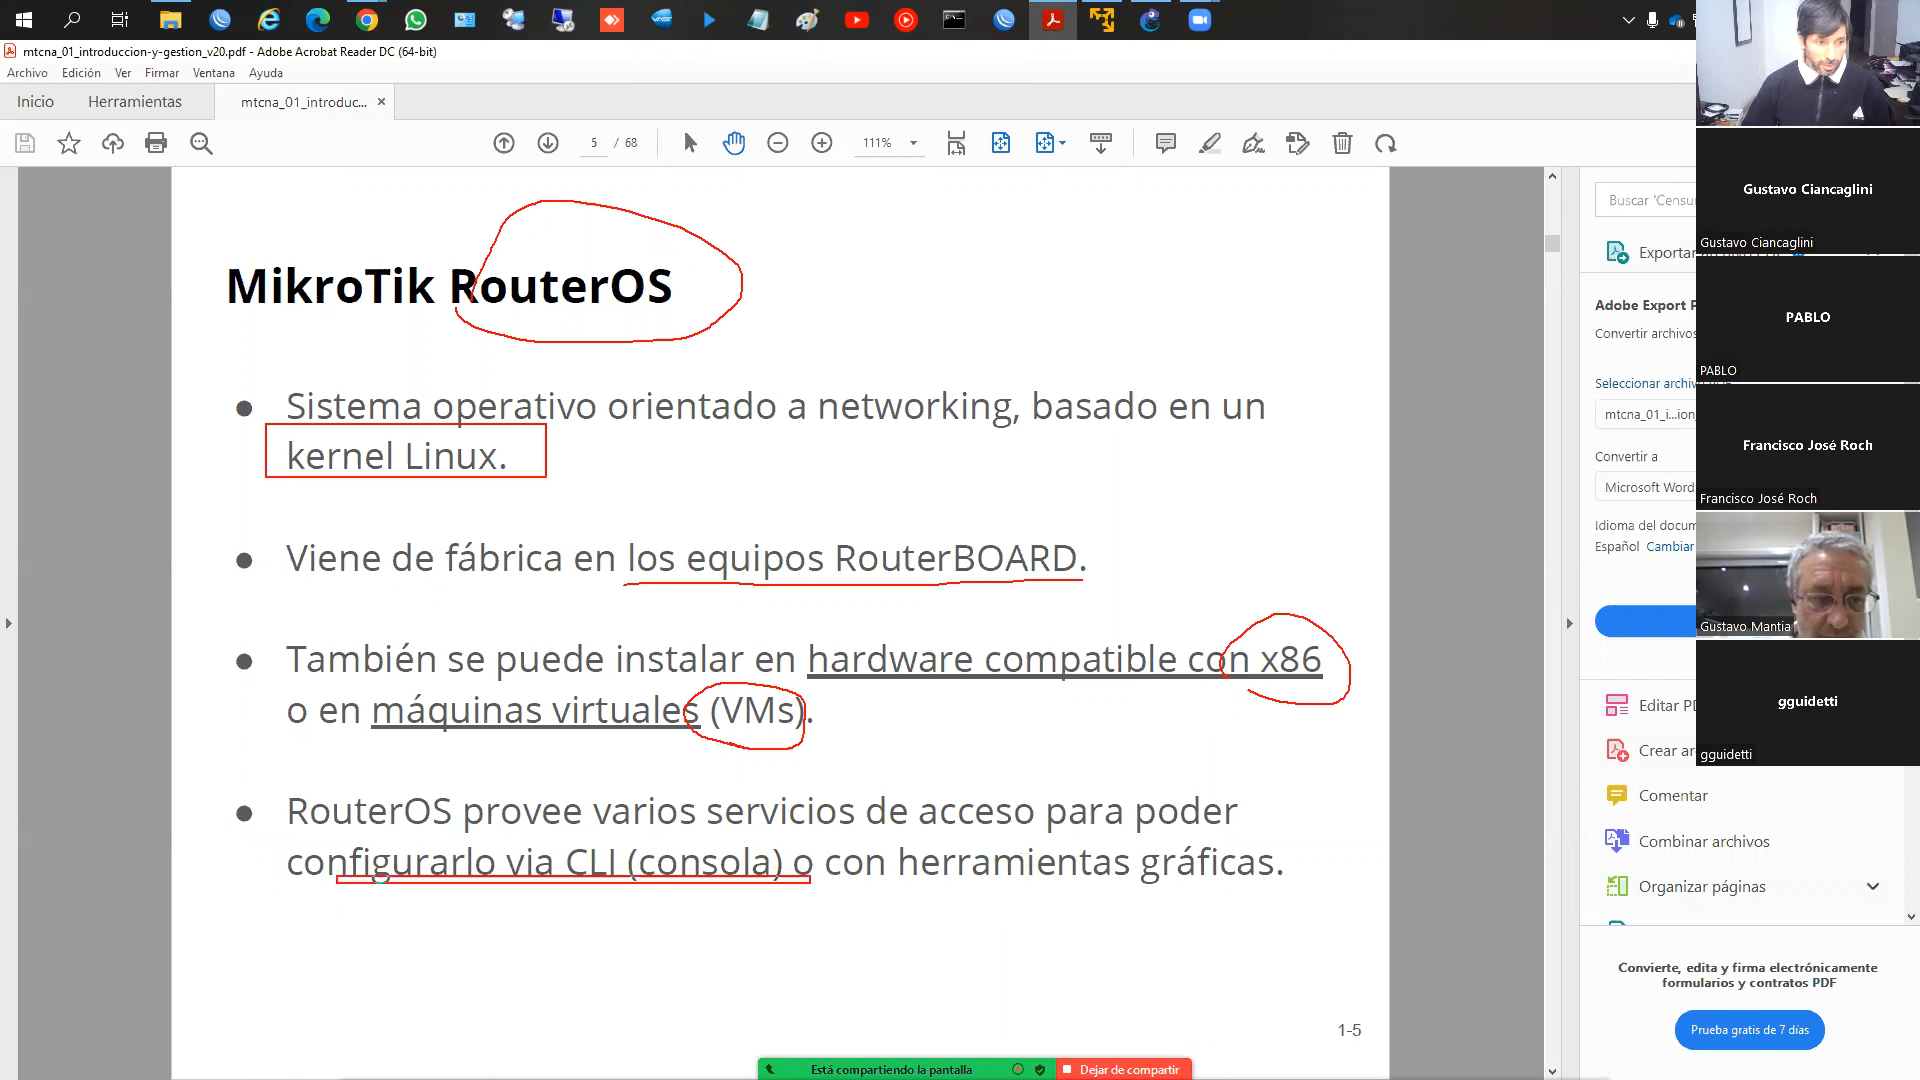 mtcna_01_introduccion-y-gestion_v20.pdf - Adobe Acrobat Reader DC (64-bit)
Archivo Edición Ver Firmar Ventana Ayuda
Inicio Herramientas mtcna_01_introduc... ×
5 / 68 111%
MikroTik RouterOS
● Sistema operativo orientado a networking, basado en un
kernel Linux.
● Viene de fábrica en los equipos RouterBOARD.
● También se puede instalar en hardware compatible con x86
o en máquinas virtuales (VMs).
● RouterOS provee varios servicios de acceso para poder
configurarlo via CLI (consola) o con herramientas gráficas.
1-5
Está compartiendo la pantalla Dejar de compartir
Buscar 'Censu
Exportar
Adobe Export P
Convertir archivos
Seleccionar archiv
mtcna_01_i...ion
Convertir a
Microsoft Word
Idioma del docum
Español Cambiar
Editar PD
Crear ar
Comentar
Combinar archivos
Organizar páginas
Convierte, edita y firma electrónicamente
formularios y contratos PDF
Prueba gratis de 7 días
Gustavo Ciancaglini
Gustavo Ciancaglini
PABLO
PABLO
Francisco José Roch
Francisco José Roch
Gustavo Mantia
gguidetti
gguidetti